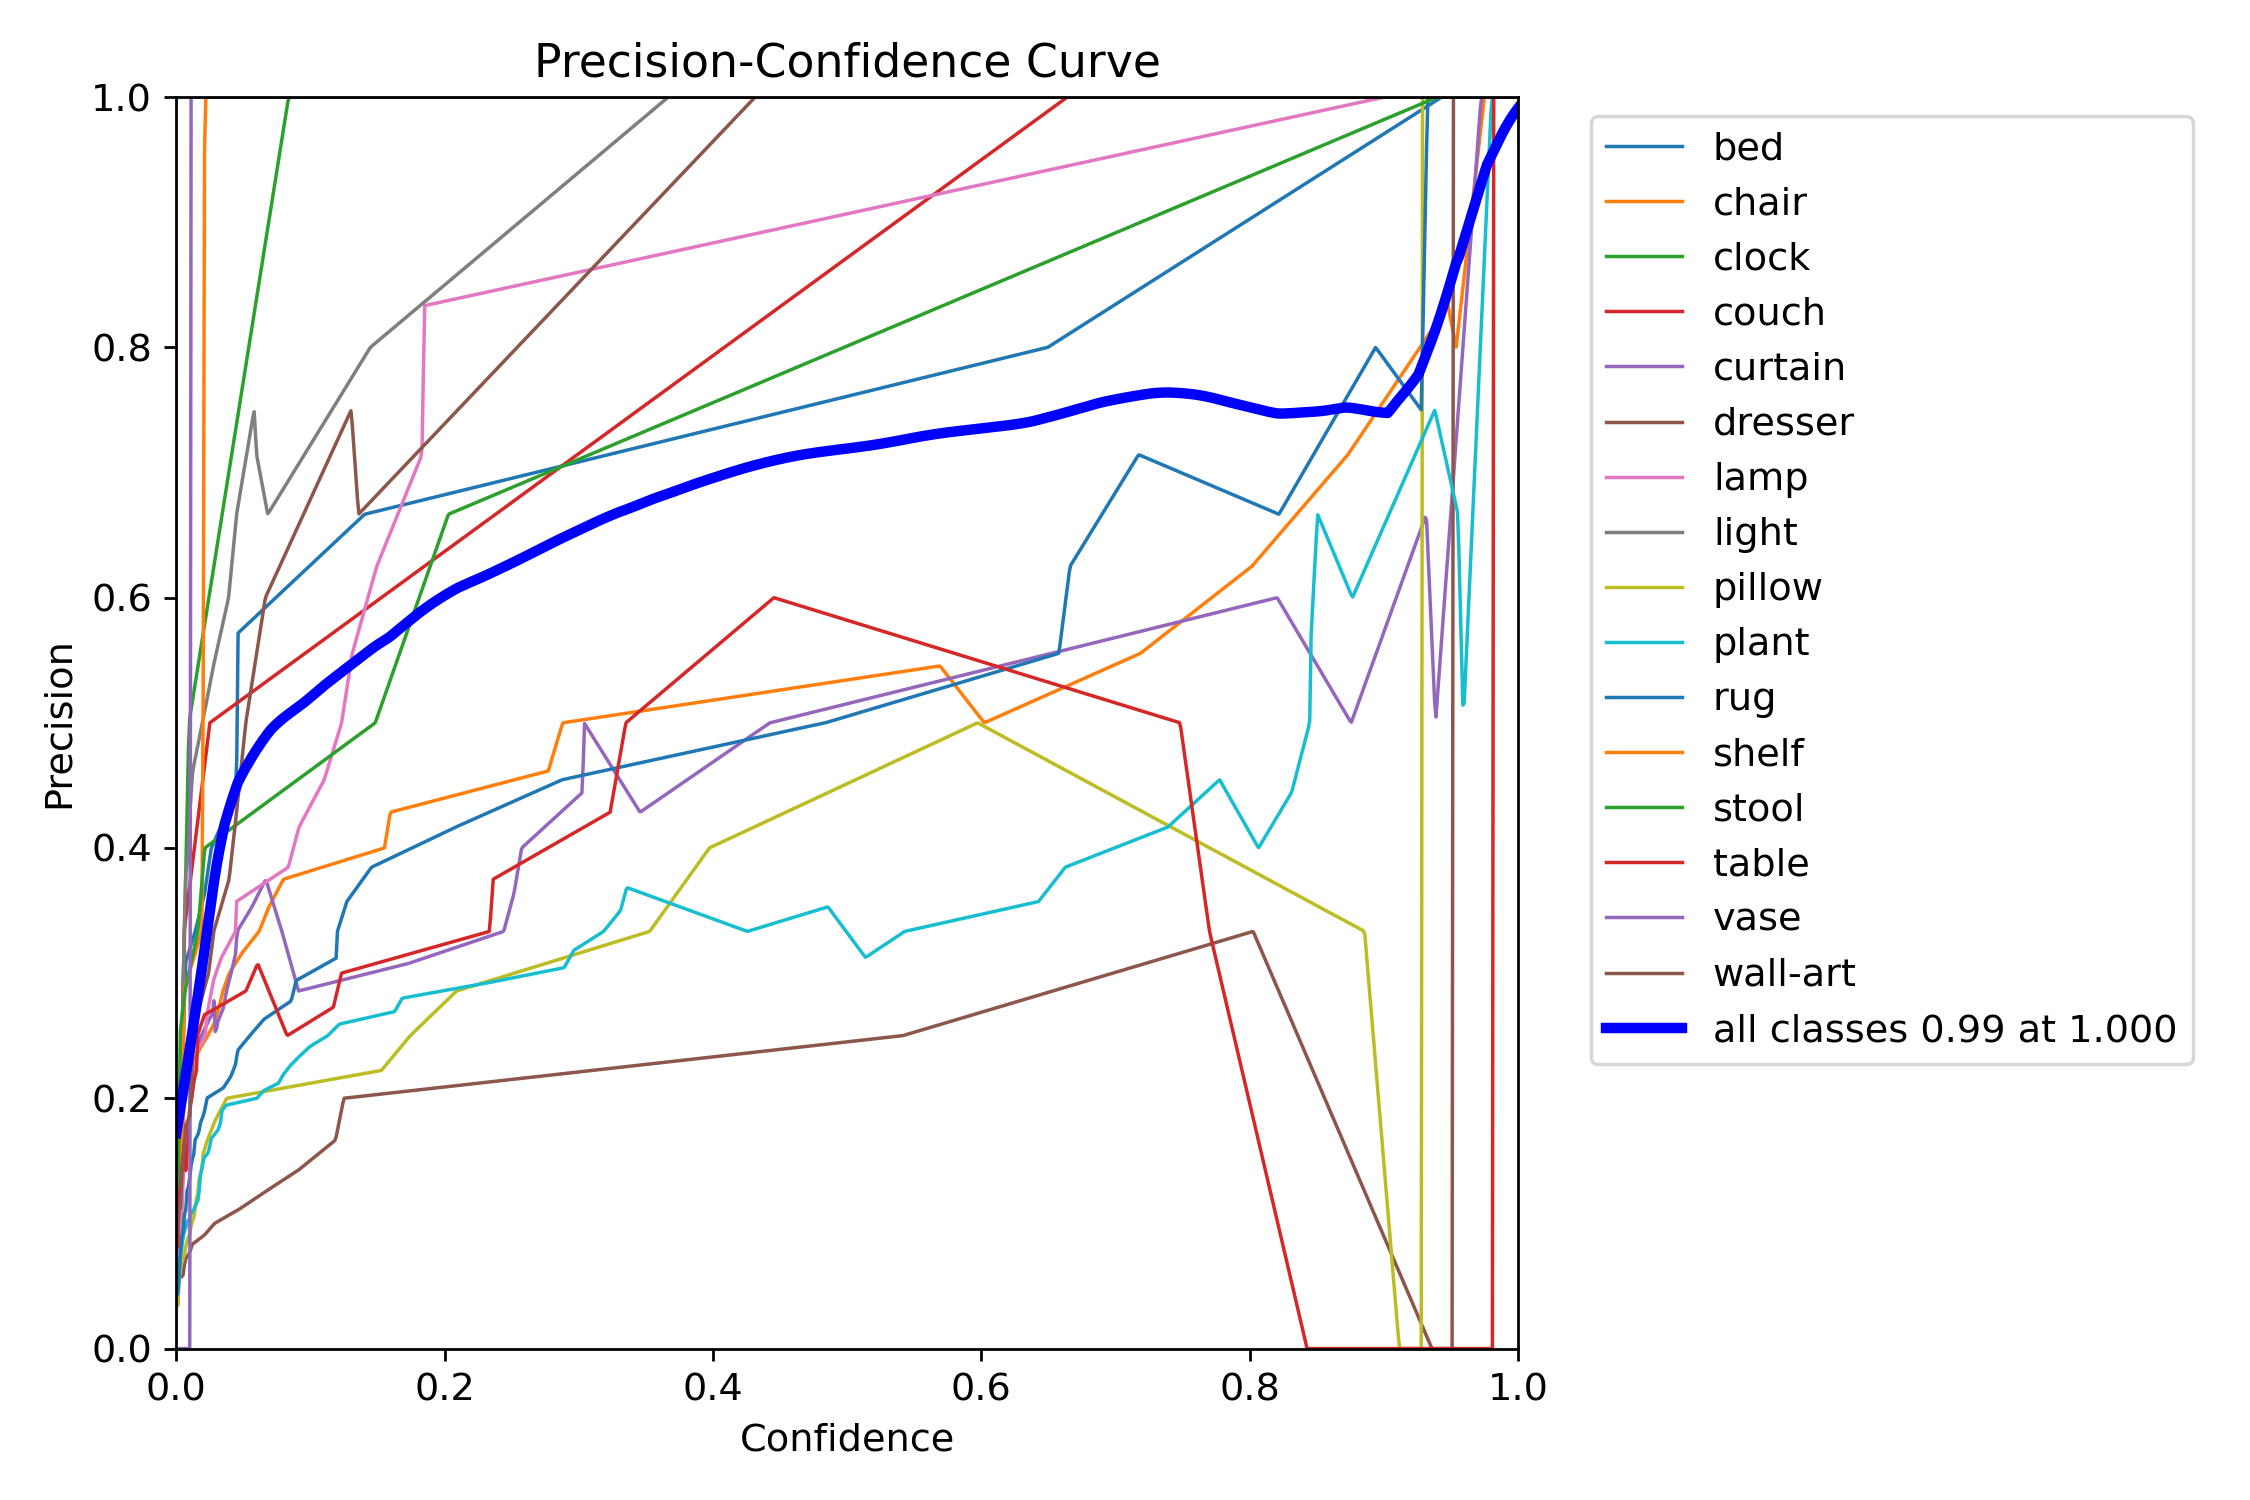 Precision-Confidence Curve
1.0
0.8
0.6
0.4
0.2
0.0
Precision
0.0 0.2 0.4 0.6 0.8 1.0
Confidence
bed
chair
clock
couch
curtain
dresser
lamp
light
pillow
plant
rug
shelf
stool
table
vase
wall-art
all classes 0.99 at 1.000